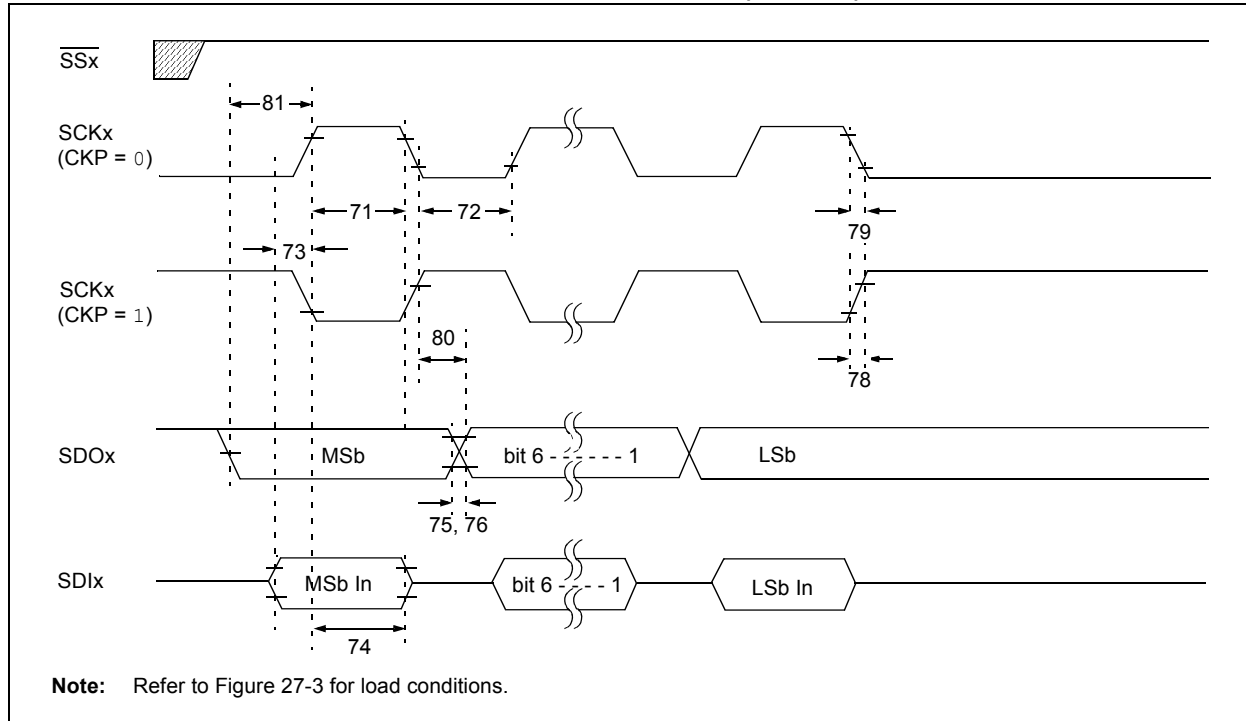 SSx
81
SCKx
(CKP = 0)
71
72
79
73
SCKx
(CKP = 1)
80
78
SDOx
MSb
bit 6 - - - - - - 1
LSb
75, 76
SDIx
MSb In
bit 6 - - - - - 1
LSb In
74
Note: Refer to Figure 27-3 for load conditions.